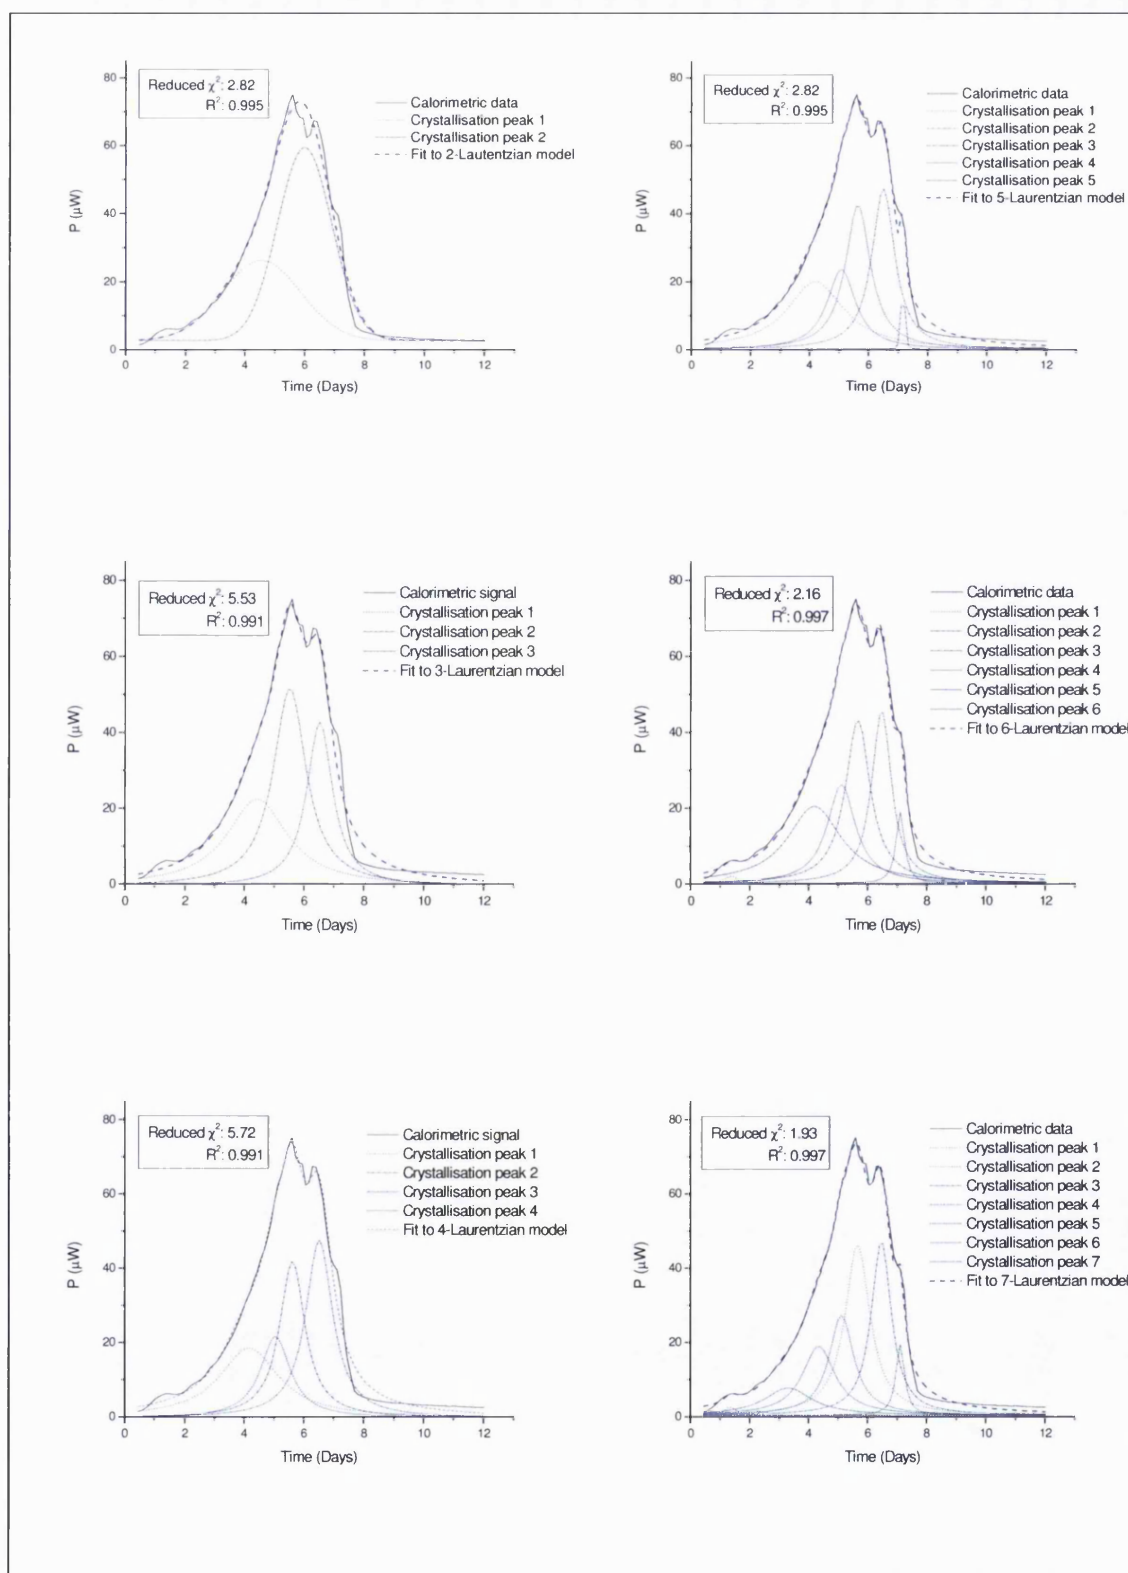 Reduced χ²: 2.82
R²: 0.995
Calorimetric data
Crystallisation peak 1
Crystallisation peak 2
Fit to 2-Lautentzian model
80
60
40
20
0
P (μW)
0 2 4 6 8 10 12
Time (Days)
Reduced χ²: 2.82
R²: 0.995
Calorimetric data
Crystallisation peak 1
Crystallisation peak 2
Crystallisation peak 3
Crystallisation peak 4
Crystallisation peak 5
Fit to 5-Laurentzian model
80
60
40
20
0
P (μW)
0 2 4 6 8 10 12
Time (Days)
Reduced χ²: 5.53
R²: 0.991
Calorimetric signal
Crystallisation peak 1
Crystallisation peak 2
Crystallisation peak 3
Fit to 3-Laurentzian model
80
60
40
20
0
P (μW)
0 2 4 6 8 10 12
Time (Days)
Reduced χ²: 2.16
R²: 0.997
Calorimetric data
Crystallisation peak 1
Crystallisation peak 2
Crystallisation peak 3
Crystallisation peak 4
Crystallisation peak 5
Crystallisation peak 6
Fit to 6-Laurentzian model
80
60
40
20
0
P (μW)
0 2 4 6 8 10 12
Time (Days)
Reduced χ²: 5.72
R²: 0.991
Calorimetric signal
Crystallisation peak 1
Crystallisation peak 2
Crystallisation peak 3
Crystallisation peak 4
Fit to 4-Laurentzian model
80
60
40
20
0
P (μW)
0 2 4 6 8 10 12
Time (Days)
Reduced χ²: 1.93
R²: 0.997
Calorimetric data
Crystallisation peak 1
Crystallisation peak 2
Crystallisation peak 3
Crystallisation peak 4
Crystallisation peak 5
Crystallisation peak 6
Crystallisation peak 7
Fit to 7-Laurentzian model
80
60
40
20
0
P (μW)
0 2 4 6 8 10 12
Time (Days)